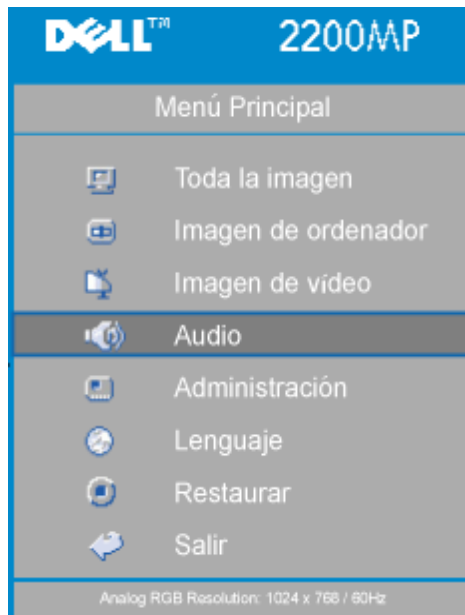 DELL™ 2200MP
Menú Principal
Toda la imagen
Imagen de ordenador
Imagen de vídeo
Audio
Administración
Lenguaje
Restaurar
Salir
Analog RGB Resolution: 1024 x 768 / 60Hz